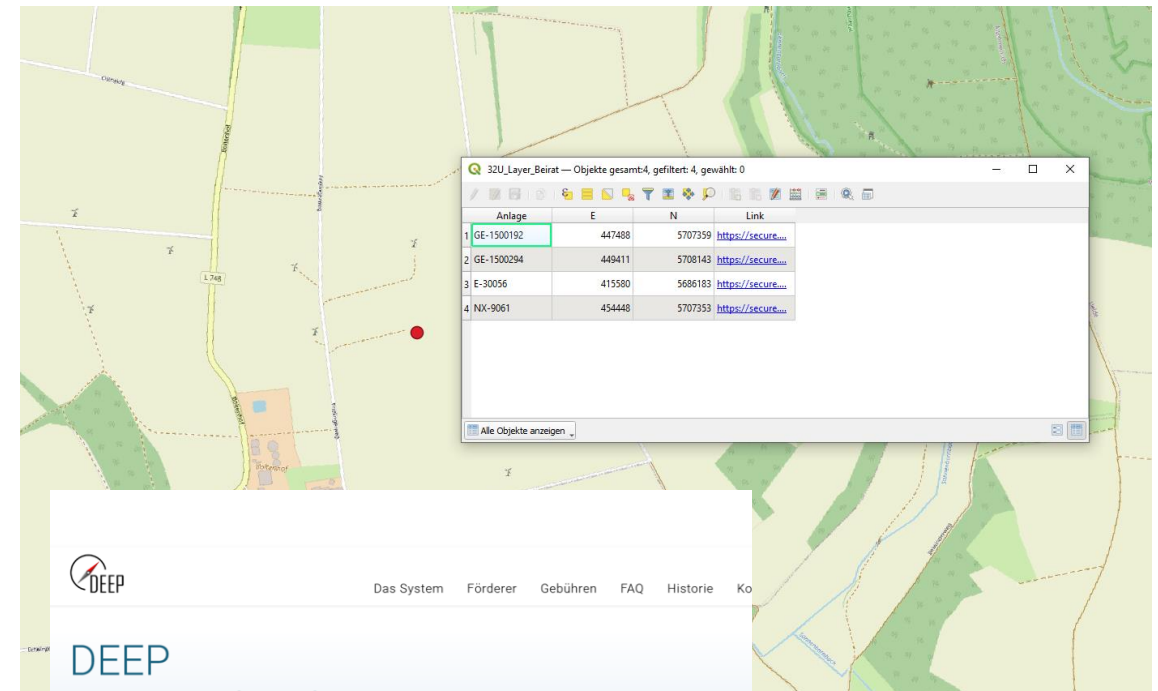 32U_Layer_Beirat — Objekte gesamt:4, gefiltert: 4, gewählt: 0
Anlage E N Link
1 GE-1500192 447488 5707359 https://secure....
2 GE-1500294 449411 5708143 https://secure....
3 E-30056 415580 5686183 https://secure....
4 NX-9061 454448 5707353 https://secure....
L 748
Alle Objekte anzeigen
DEEP
Das System Förderer Gebühren FAQ Historie Ko
DEEP